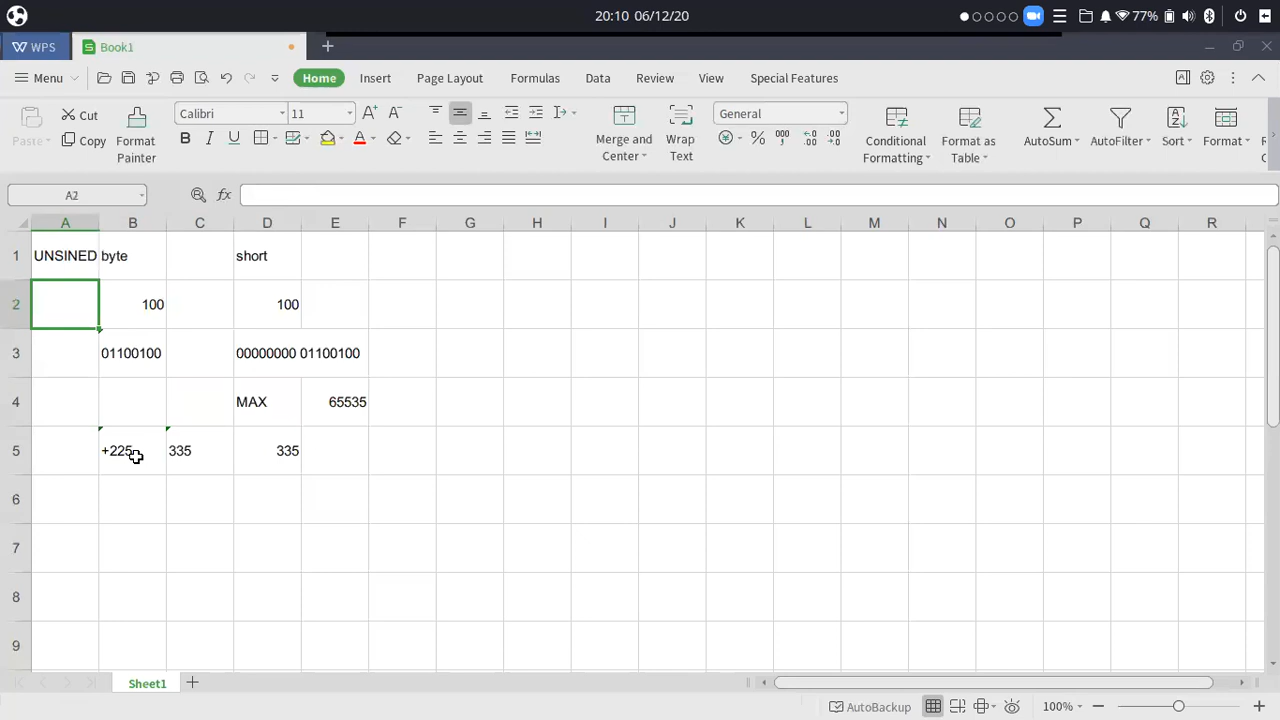 20:10 06/12/20
77%
WPS Book1
Menu Home Insert Page Layout Formulas Data Review View Special Features
Paste Cut Copy Format Painter Calibri 11 Merge and Center Wrap Text General Conditional Formatting Format as Table AutoSum AutoFilter Sort Format
A2
A B C D E F G H I J K L M N O P Q R
1 UNSINED byte short
2 100 100
3 01100100 00000000 01100100
4 MAX 65535
5 +225 335 335
6
7
8
9
Sheet1
AutoBackup 100%